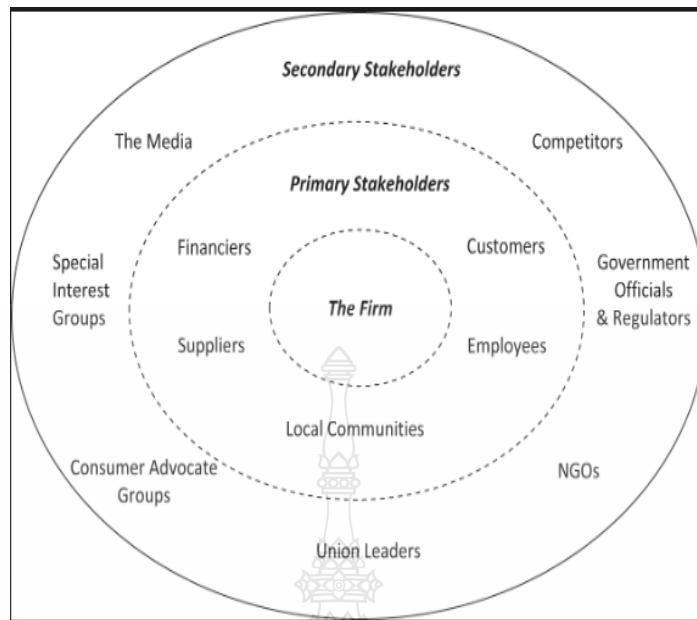 Secondary Stakeholders
The Media
Competitors
Primary Stakeholders
Financiers
Customers
Special
Interest
Groups
Government
Officials
& Regulators
The Firm
Suppliers
Employees
Local Communities
Consumer Advocate
Groups
NGOs
Union Leaders